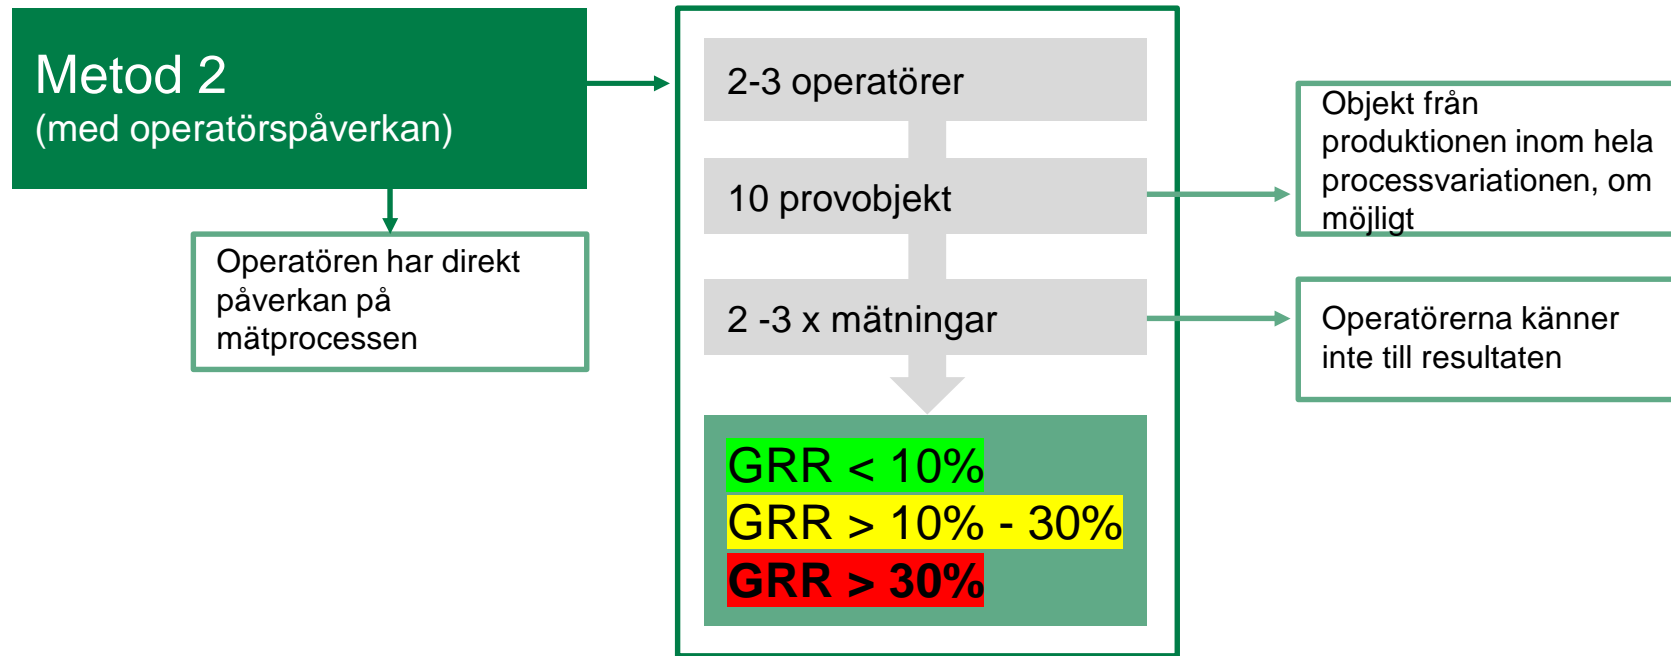 Metod 2
(med operatörspåverkan)
Operatören har direkt
påverkan på
mätprocessen
2-3 operatörer
10 provobjekt
2 -3 x mätningar
GRR < 10%
GRR > 10% - 30%
GRR > 30%
Objekt från
produktionen inom hela
processvariationen, om
möjligt
Operatörerna känner
inte till resultaten